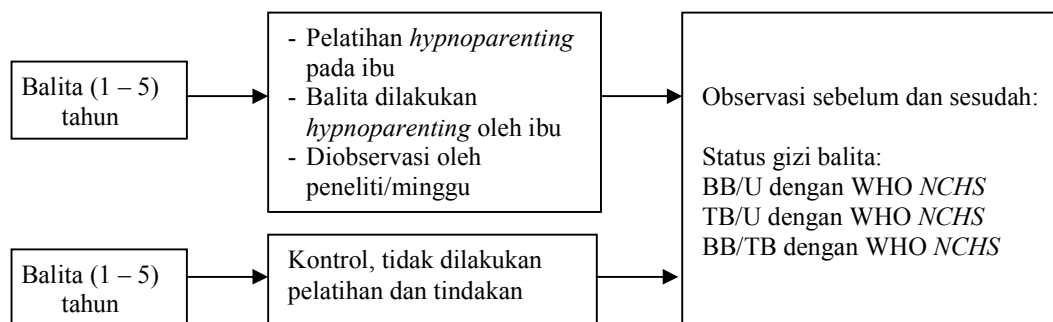 Balita (1 – 5)
tahun
- Pelatihan hypnoparenting
pada ibu
- Balita dilakukan
hypnoparenting oleh ibu
- Diobservasi oleh
peneliti/minggu
Observasi sebelum dan sesudah:
Status gizi balita:
BB/U dengan WHO NCHS
TB/U dengan WHO NCHS
BB/TB dengan WHO NCHS
Balita (1 – 5)
tahun
Kontrol, tidak dilakukan
pelatihan dan tindakan